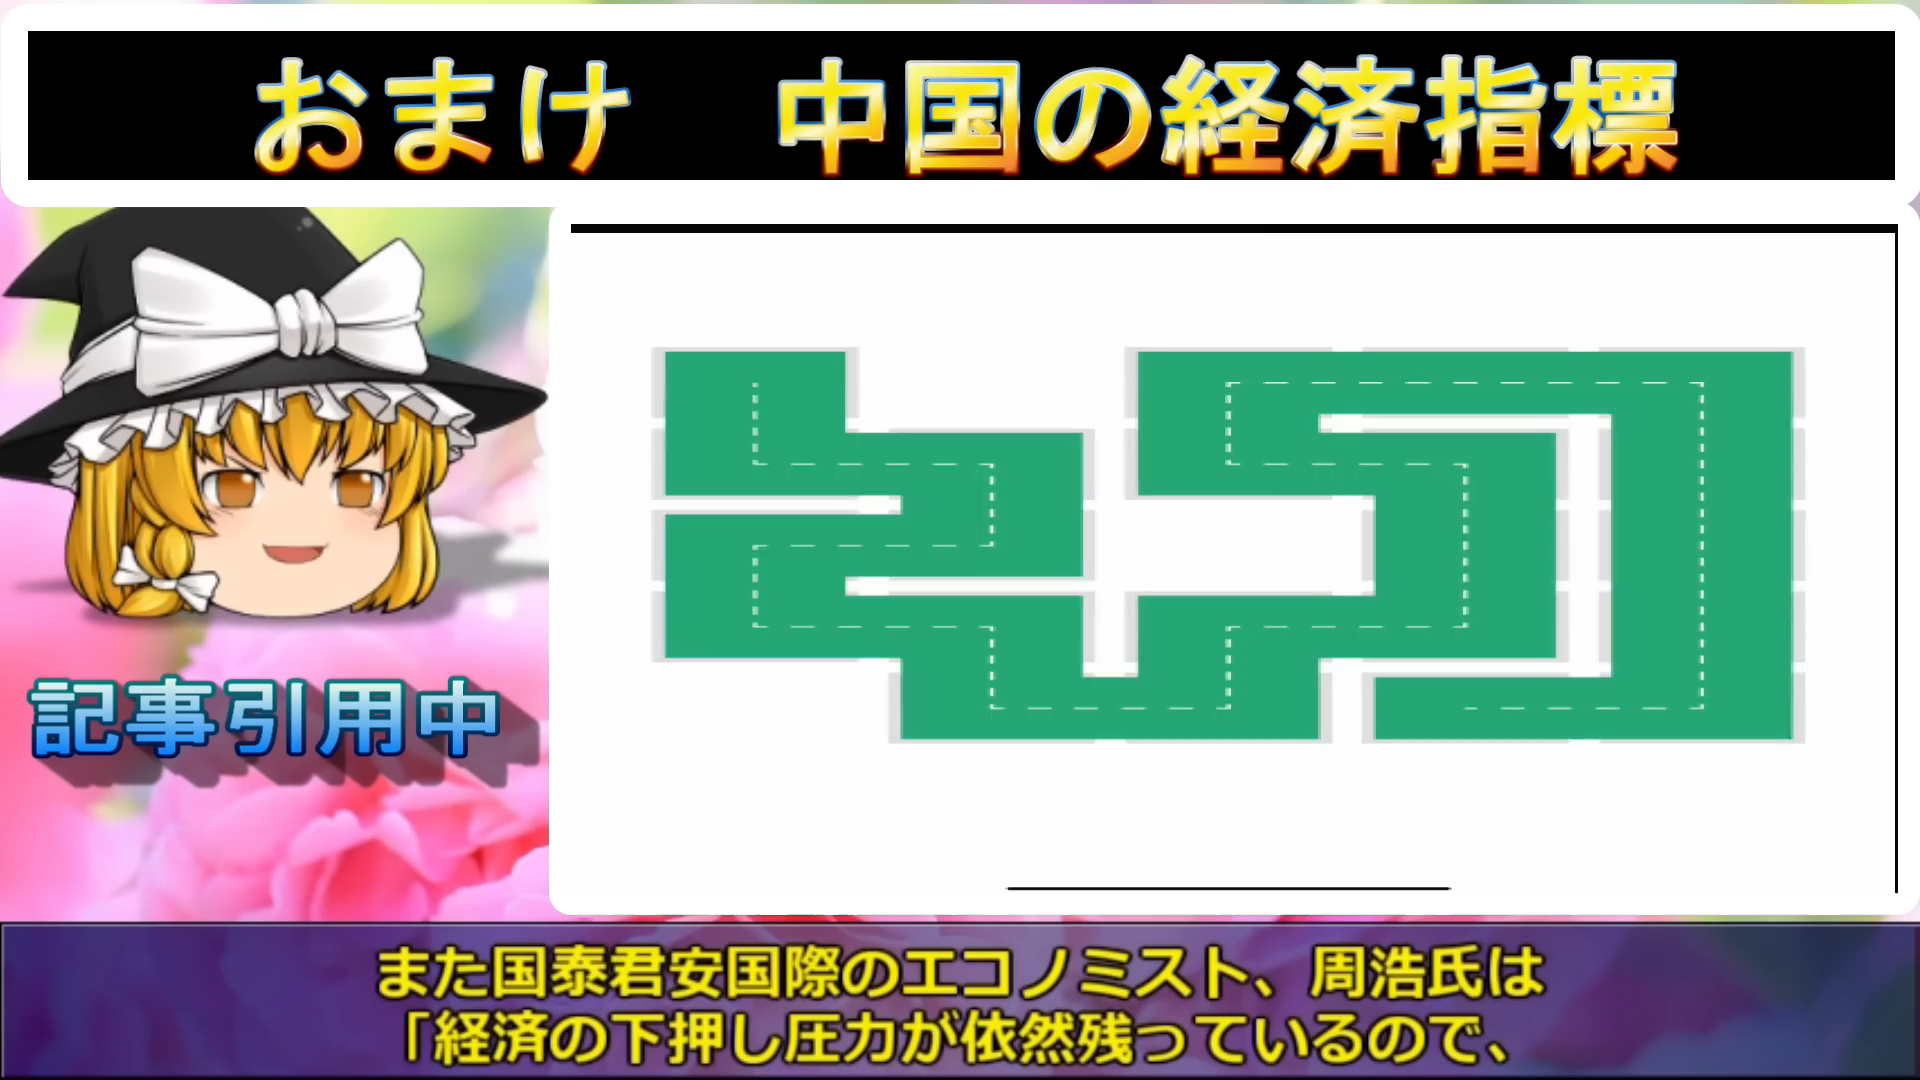 おまけ　中国の経済指標
記事引用中
また国泰君安国際のエコノミスト、周浩氏は
「経済の下押し圧力が依然残っているので、